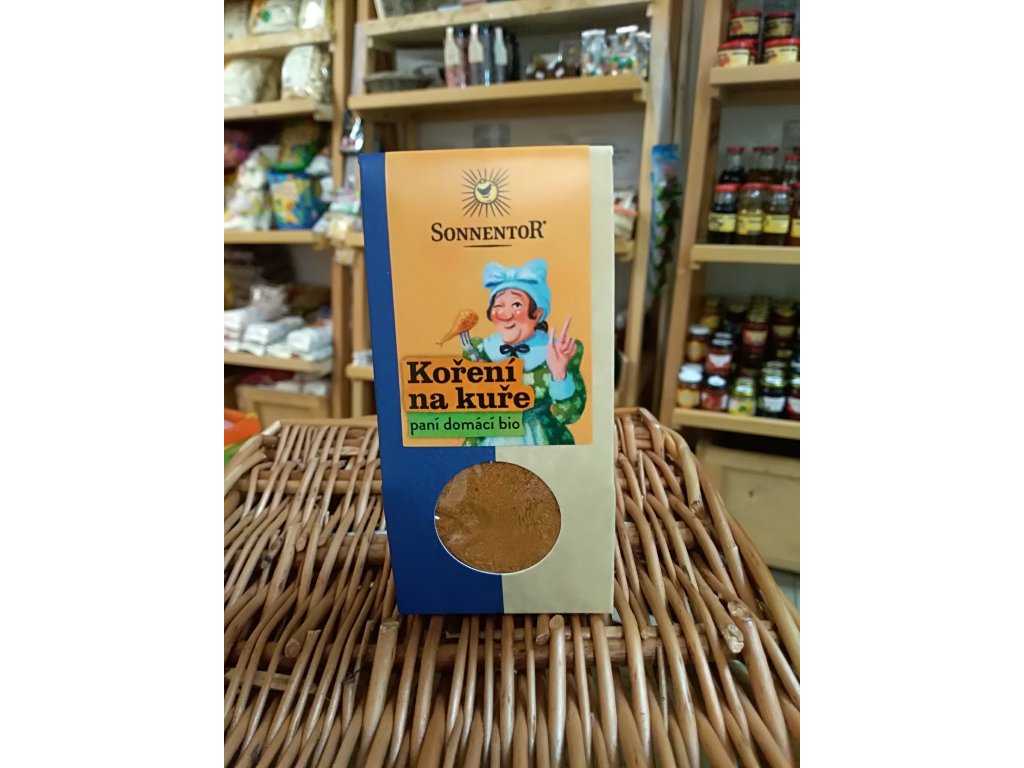 SONNENTOR®
Koření
na kuře
paní domácí bio